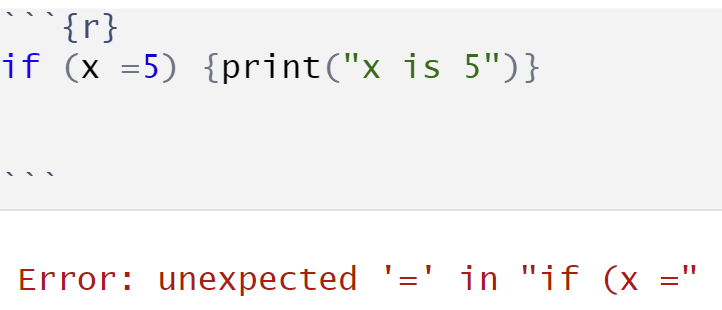 ```{r}
if (x =5) {print("x is 5")}
```
Error: unexpected '=' in "if (x ="